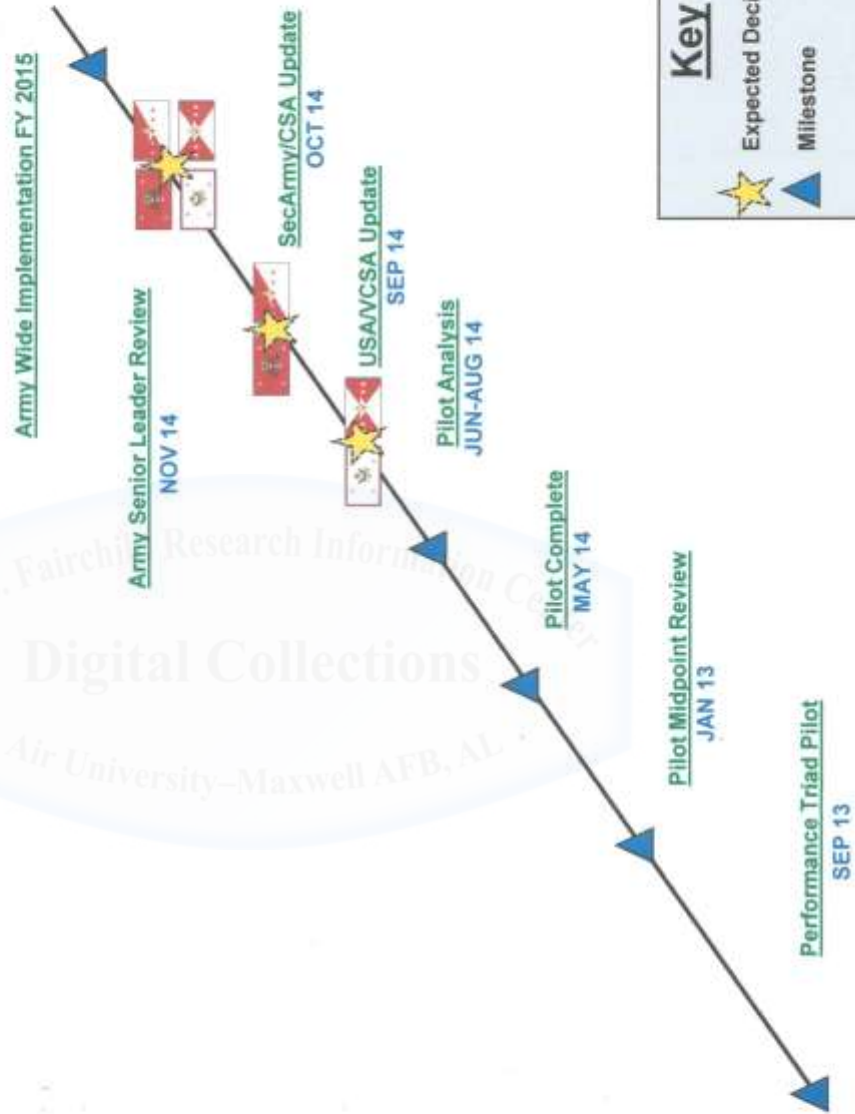 Army Wide Implementation FY 2015
Army Senior Leader Review
NOV 14
SecArmy/CSA Update
OCT 14
USA/VCSA Update
SEP 14
Pilot Analysis
JUN-AUG 14
Pilot Complete
MAY 14
Pilot Midpoint Review
JAN 13
Performance Triad Pilot
SEP 13
Key
Expected Deci
Milestone
Fairchild Research Information Center
Digital Collections
Air University–Maxwell AFB, AL